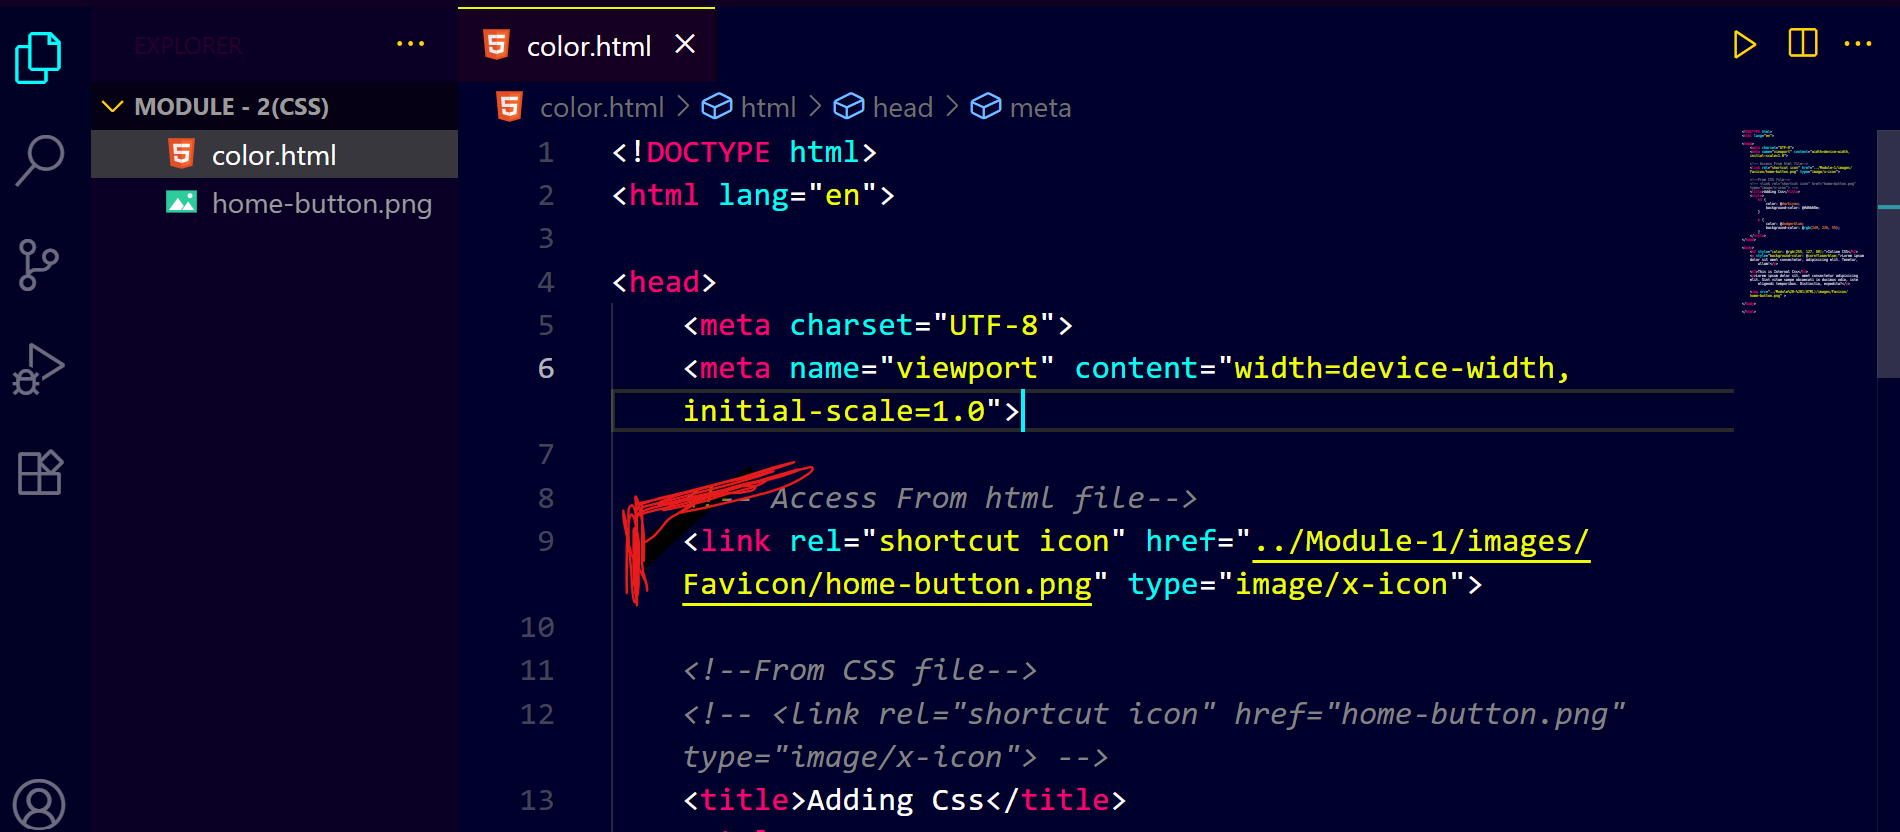 EXPLORER
MODULE - 2(CSS)
color.html
home-button.png
color.html
color.html > html > head > meta
1 <!DOCTYPE html>
2 <html lang="en">
3
4 <head>
5 <meta charset="UTF-8">
6 <meta name="viewport" content="width=device-width,
initial-scale=1.0">
7
8 -- Access From html file-->
9 <link rel="shortcut icon" href="../Module-1/images/
Favicon/home-button.png" type="image/x-icon">
10
11 <!--From CSS file-->
12 <!-- <link rel="shortcut icon" href="home-button.png"
type="image/x-icon"> -->
13 <title>Adding Css</title>